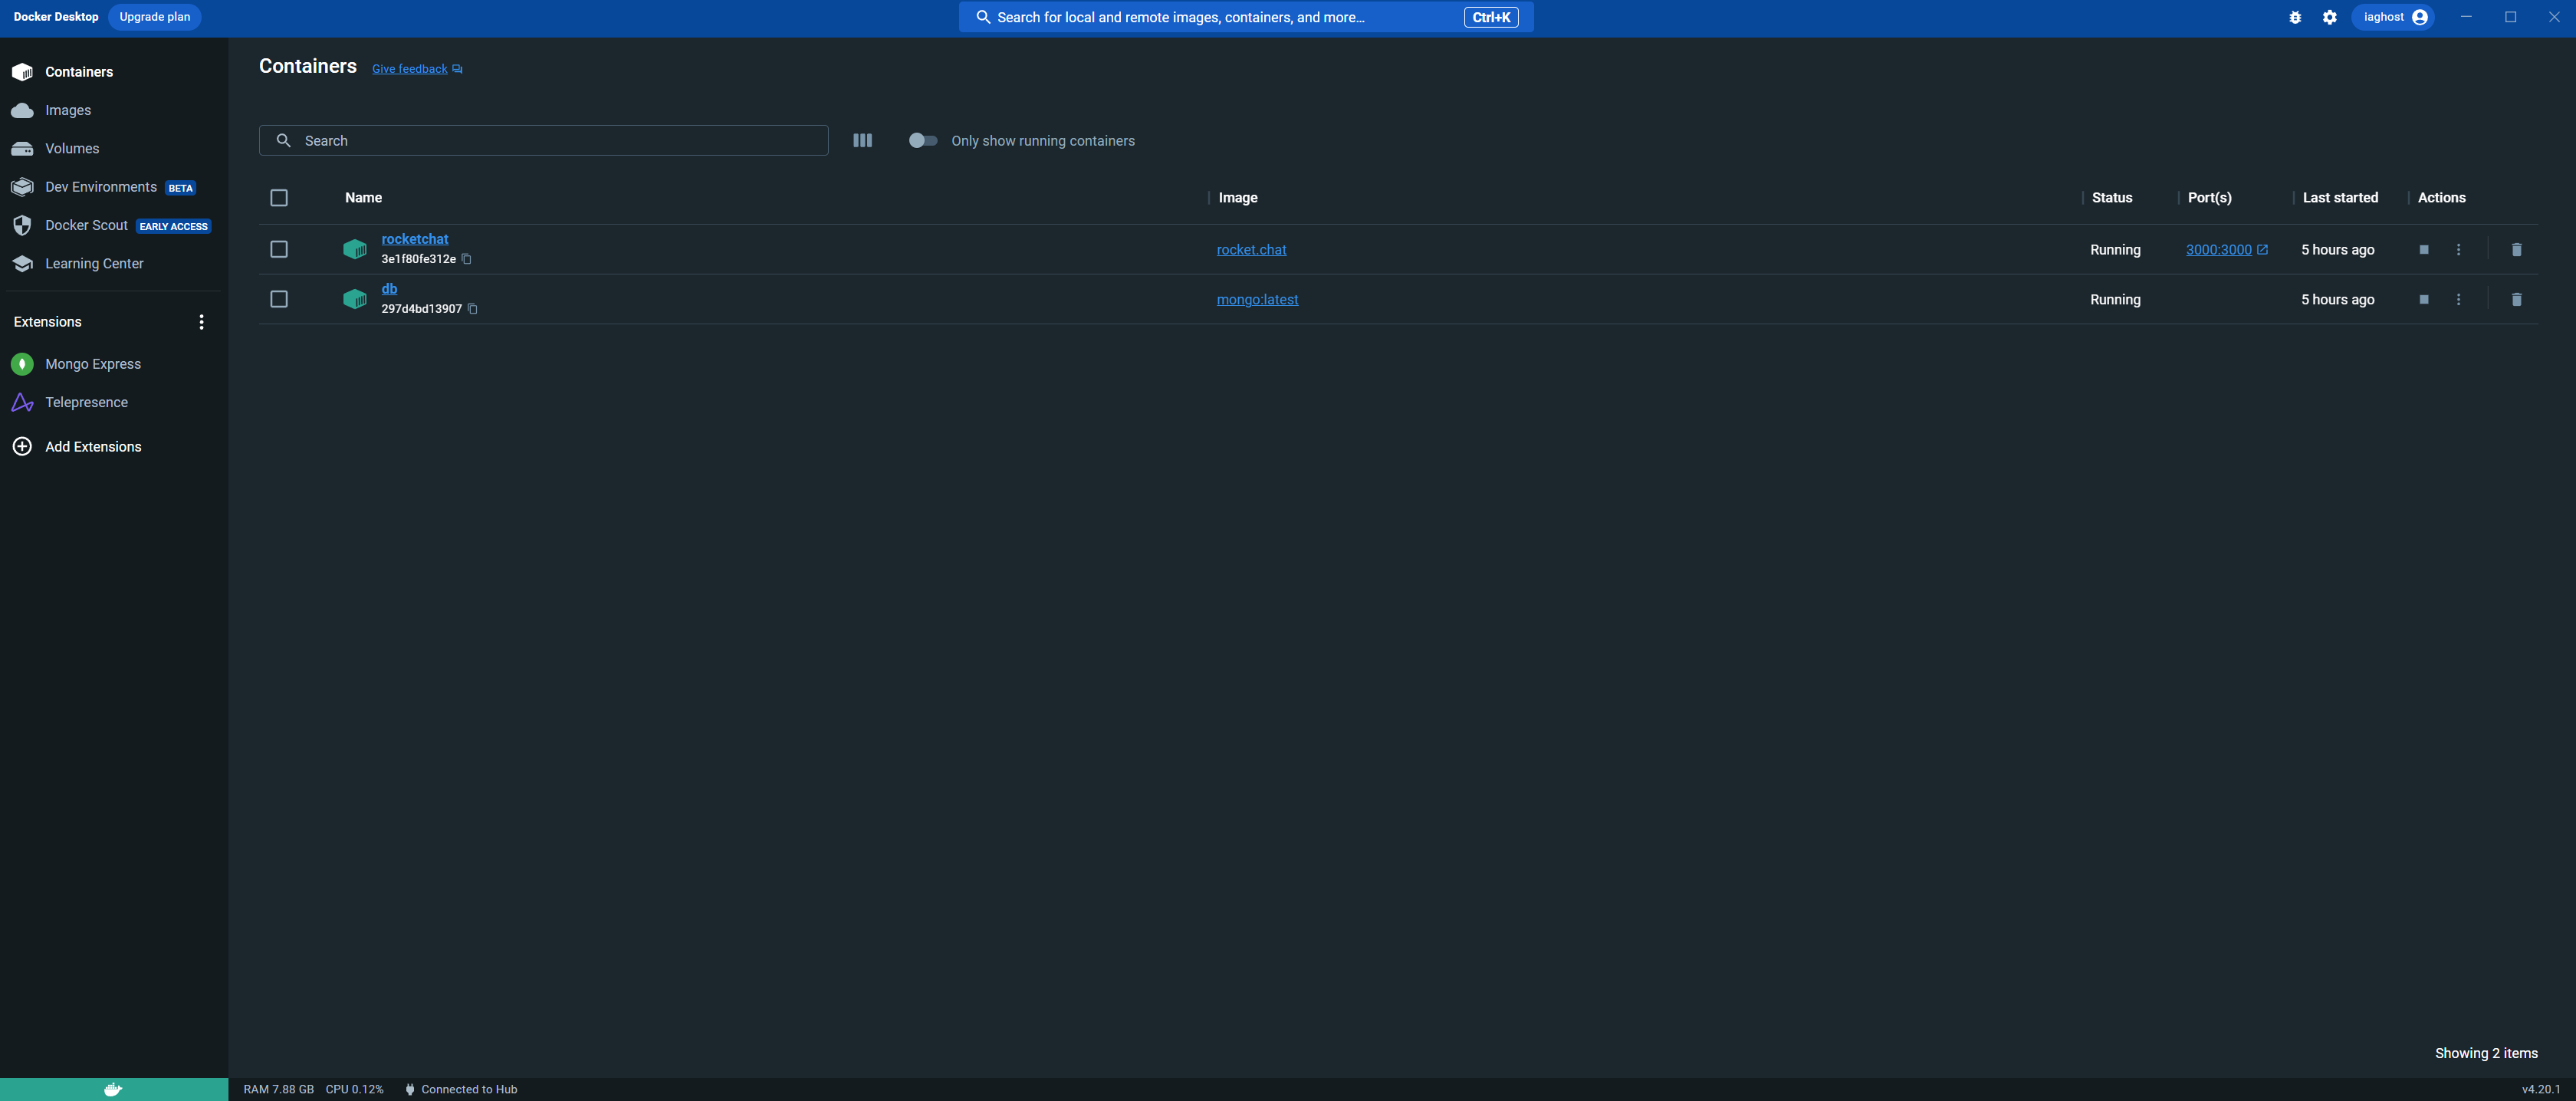 Docker Desktop Upgrade plan Search for local and remote images, containers, and more... Ctrl+K iaghost
Containers
Images
Volumes
Dev Environments BETA
Docker Scout EARLY ACCESS
Learning Center
Extensions
Mongo Express
Telepresence
Add Extensions
Containers Give feedback
Search Only show running containers
Name Image Status Port(s) Last started Actions
rocketchat
3e1f80fe312e rocket.chat Running 3000:3000 5 hours ago
db
297d4bd13907 mongo:latest Running 5 hours ago
Showing 2 items
RAM 7.88 GB CPU 0.12% Connected to Hub v4.20.1